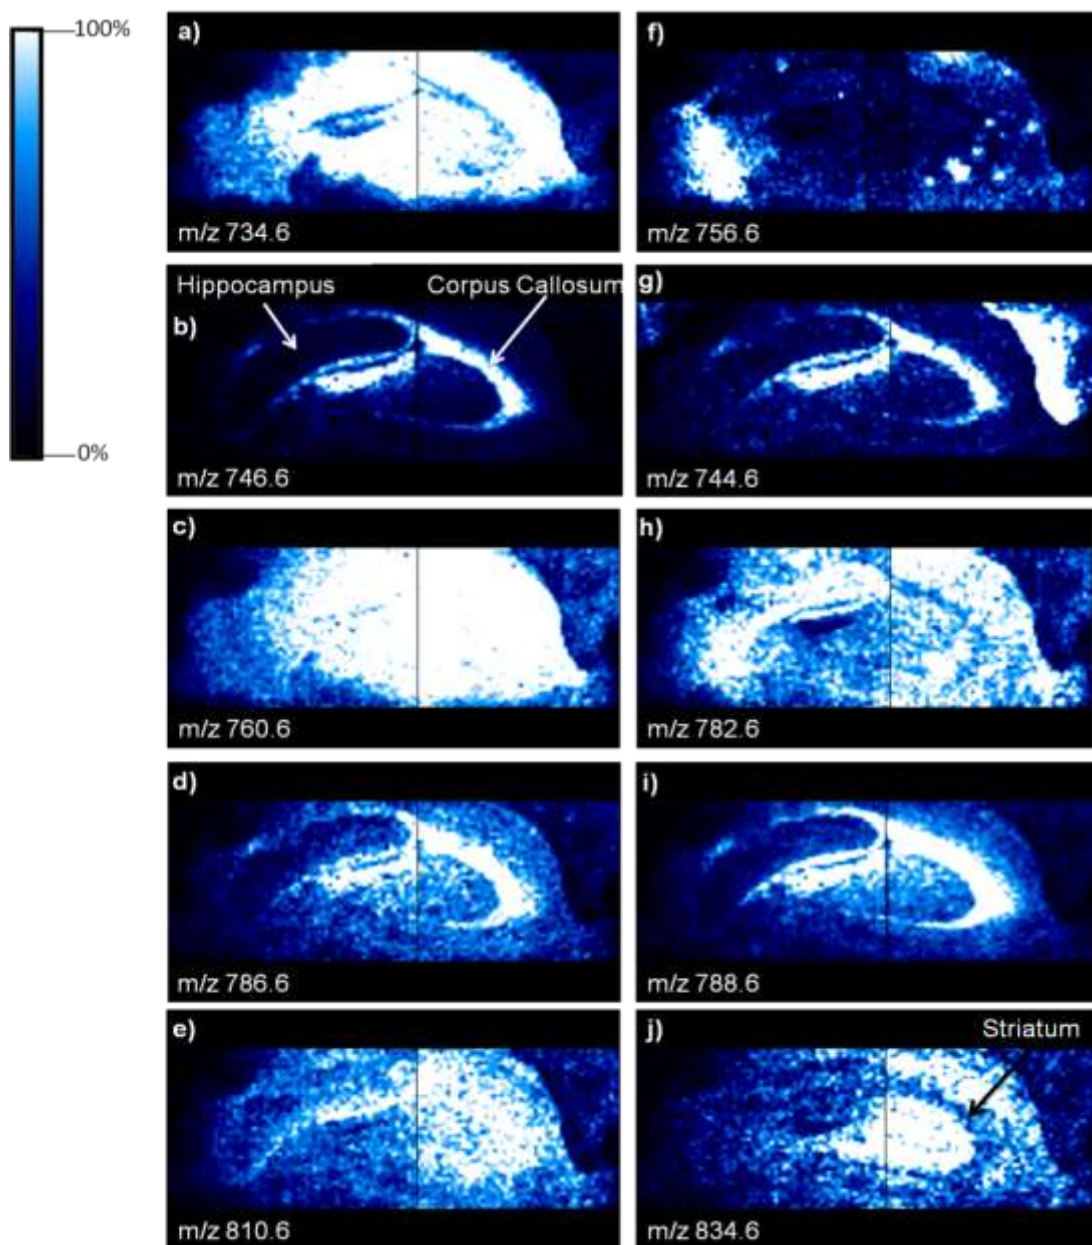 100%
0%
a)
m/z 734.6
f)
m/z 756.6
Hippocampus
Corpus Callosum
b)
m/z 746.6
g)
m/z 744.6
c)
m/z 760.6
h)
m/z 782.6
d)
m/z 786.6
i)
m/z 788.6
e)
m/z 810.6
j)
Striatum
m/z 834.6